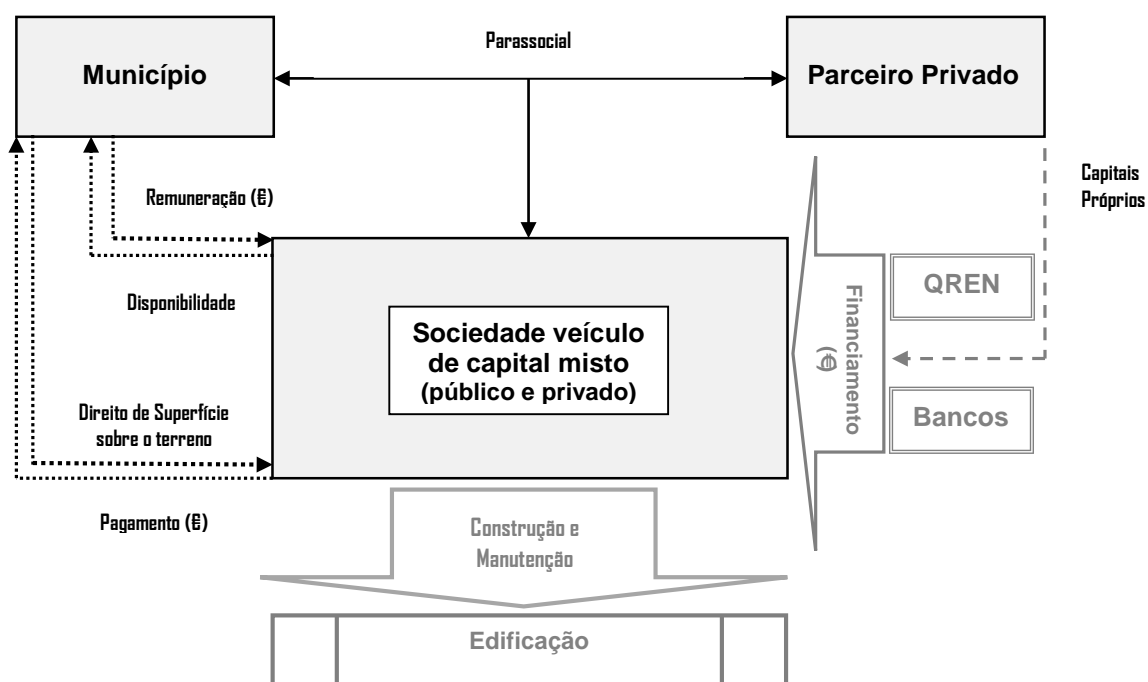 Parassocial
Município
Parceiro Privado
Capitais
Próprios
Remuneração (€)
Disponibilidade
Sociedade veículo
de capital misto
(público e privado)
Financiamento
(€)
QREN
Bancos
Direito de Superfície
sobre o terreno
Pagamento (€)
Construção e
Manutenção
Edificação